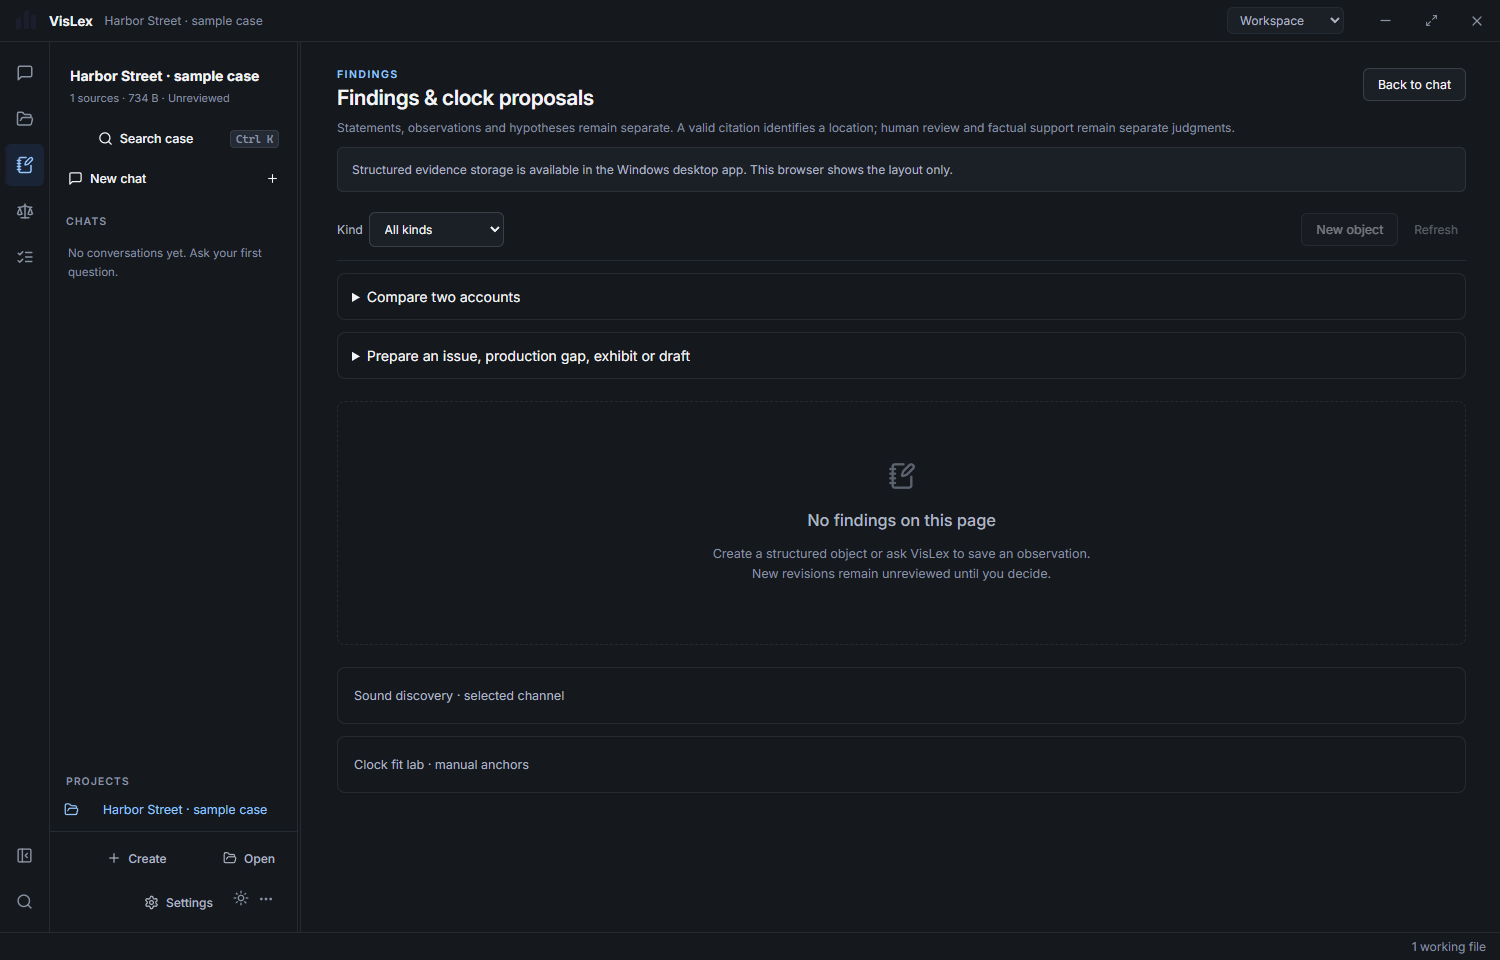 VisLex
Harbor Street · sample case
Workspace
Harbor Street · sample case
1 sources · 734 B · Unreviewed
Search case
Ctrl K
New chat
CHATS
No conversations yet. Ask your first
question.
PROJECTS
Harbor Street · sample case
Create
Open
Settings
FINDINGS
Findings & clock proposals
Back to chat
Statements, observations and hypotheses remain separate. A valid citation identifies a location; human review and factual support remain separate judgments.
Structured evidence storage is available in the Windows desktop app. This browser shows the layout only.
Kind
All kinds
New object
Refresh
Compare two accounts
Prepare an issue, production gap, exhibit or draft
No findings on this page
Create a structured object or ask VisLex to save an observation.
New revisions remain unreviewed until you decide.
Sound discovery · selected channel
Clock fit lab · manual anchors
1 working file